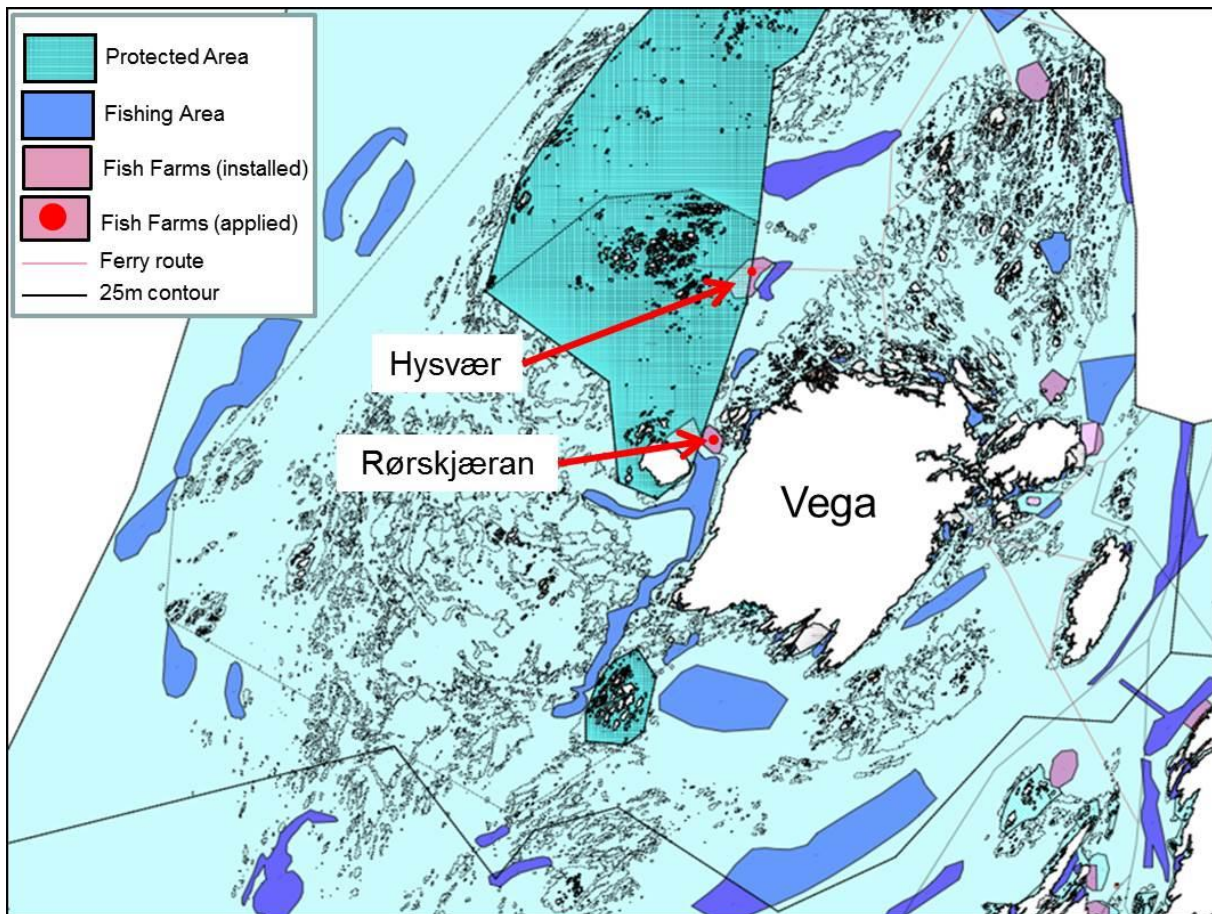 Protected Area
Fishing Area
Fish Farms (installed)
Fish Farms (applied)
Ferry route
25m contour
Hysvær
Rørskjæran
Vega